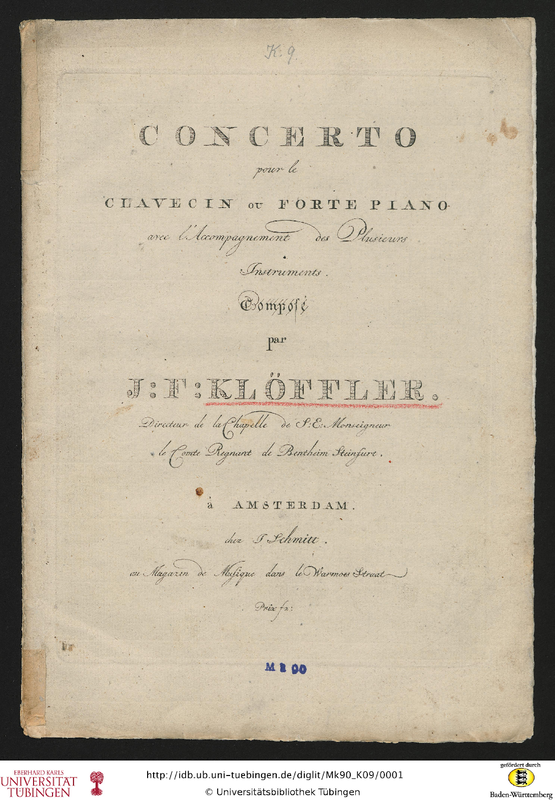 K: 9.
CONCERTO
pour le
CLAVECIN OU FORTE PIANO
avec l'Accompagnement des Plusieurs
Instruments.
Composé
par
J: F: KLÖFFLER.
Directeur de la Chapelle de S. E. Monseigneur
le Comte Regnant de Bentheim Steinfurt.
à AMSTERDAM.
chez J Schmitt.
au Magazin de Musique dans le Warmoes Straat
Prix f
Mk 90
EBERHARD KARLS
UNIVERSITÄT
TÜBINGEN
http://idb.ub.uni-tuebingen.de/diglit/Mk90_K09/0001
© Universitätsbibliothek Tübingen
gefördert durch
Baden-Württemberg